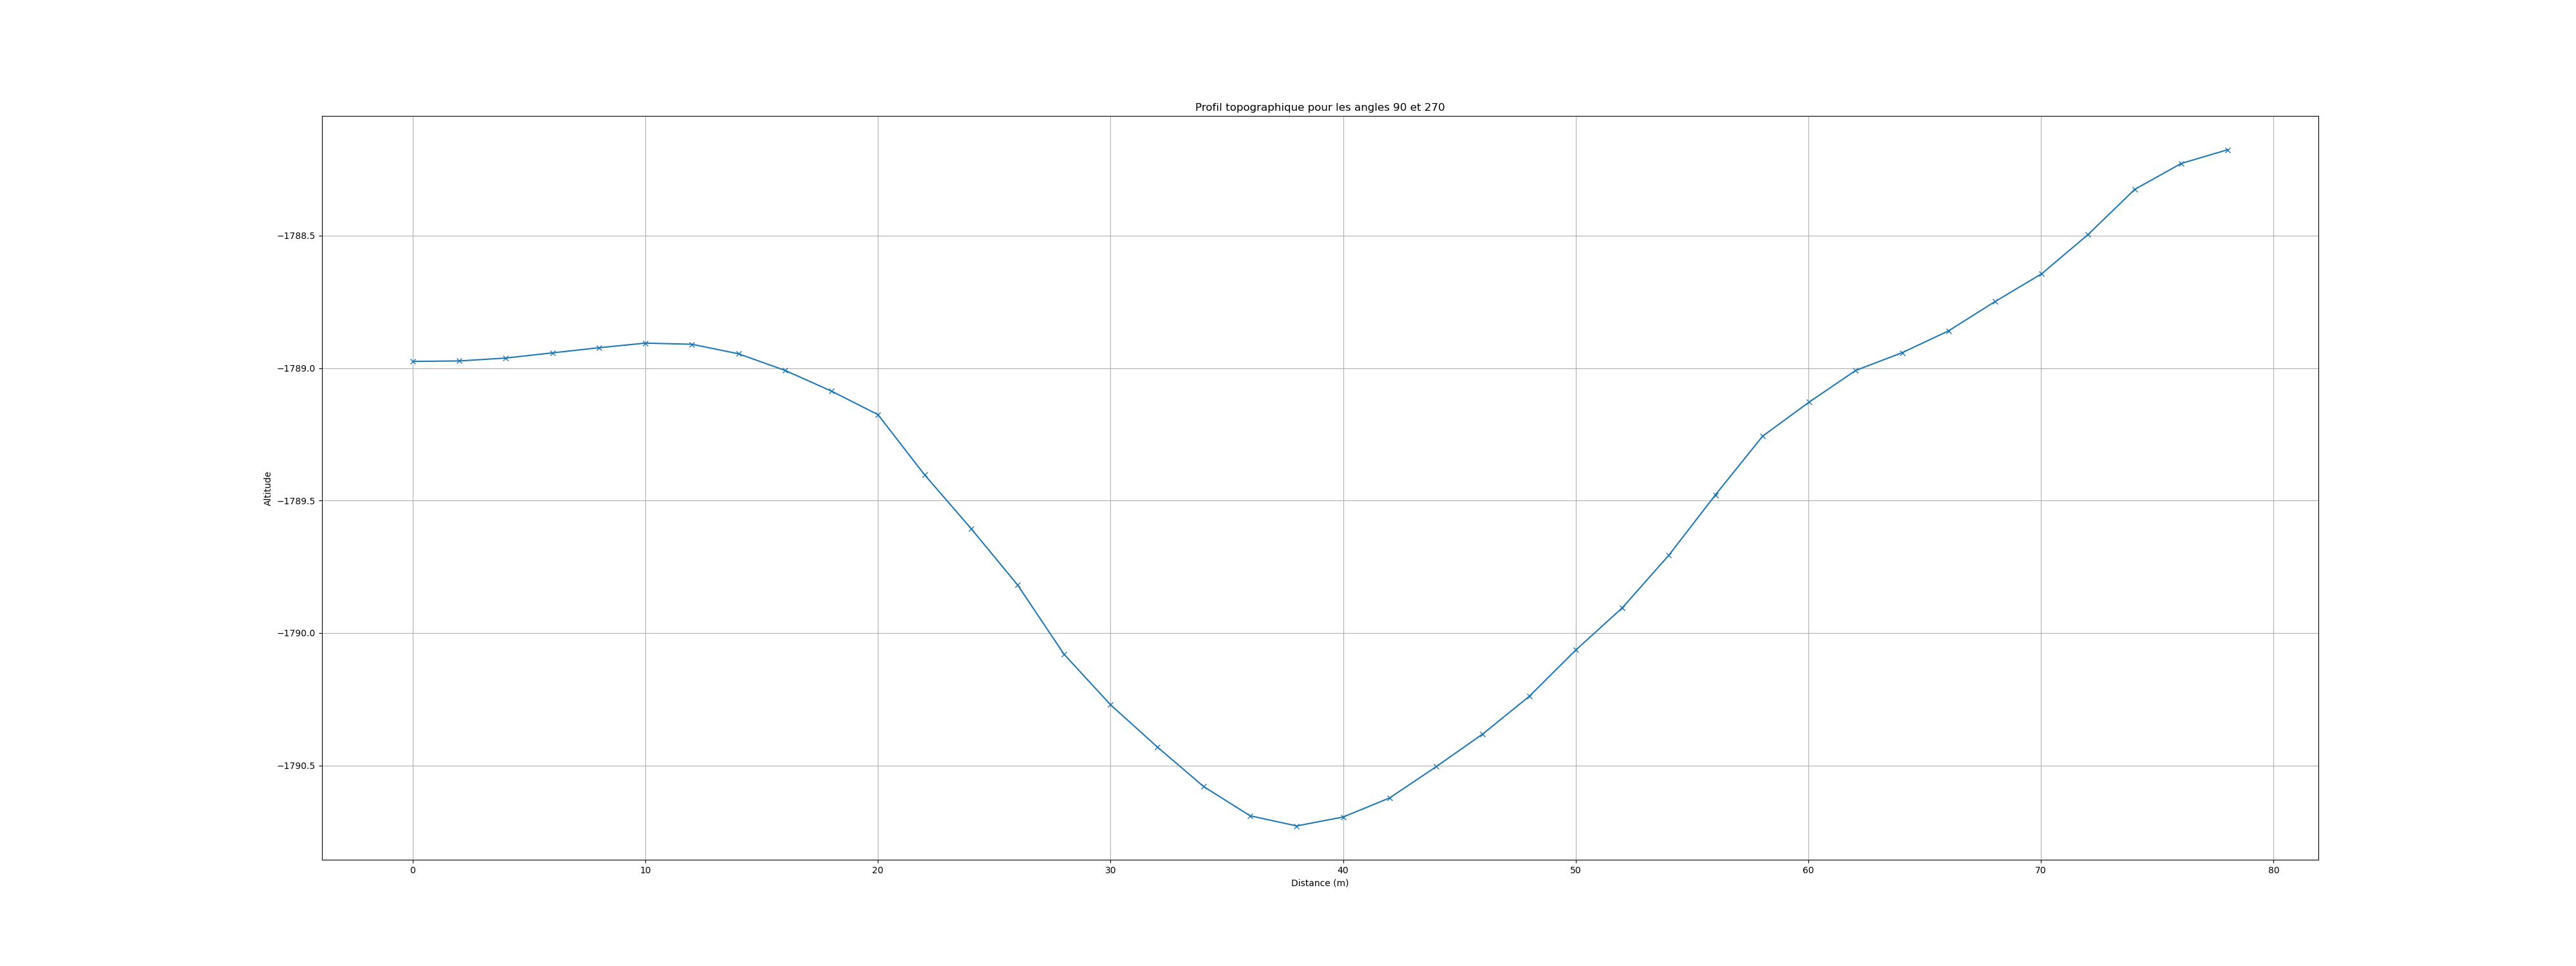 Profil topographique pour les angles 90 et 270
Altitude
−1788.5
−1789.0
−1789.5
−1790.0
−1790.5
0 10 20 30 40 50 60 70 80
Distance (m)